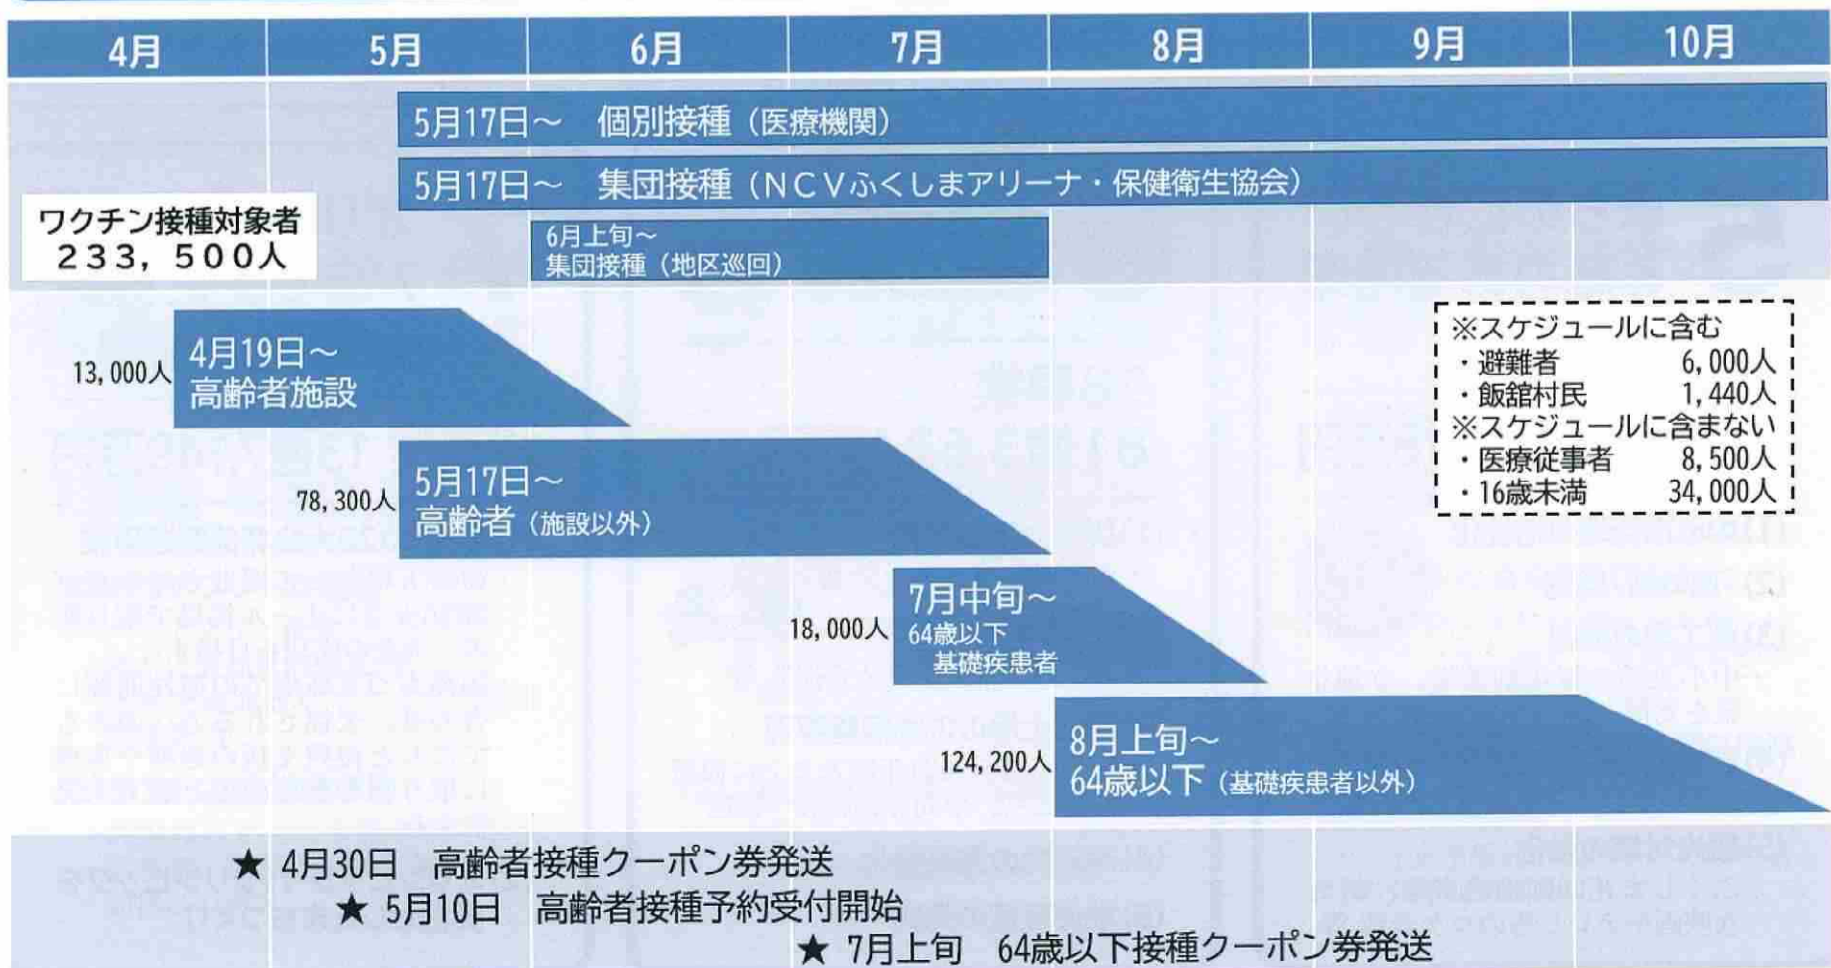 4月 5月 6月 7月 8月 9月 10月
5月17日～ 個別接種（医療機関）
5月17日～ 集団接種（ＮＣＶふくしまアリーナ・保健衛生協会）
ワクチン接種対象者
２３３，５００人
6月上旬～
集団接種（地区巡回）
13,000人
4月19日～
高齢者施設
※スケジュールに含む
・避難者 6,000人
・飯舘村民 1,440人
※スケジュールに含まない
・医療従事者 8,500人
・16歳未満 34,000人
78,300人
5月17日～
高齢者（施設以外）
18,000人
7月中旬～
64歳以下
基礎疾患者
124,200人
8月上旬～
64歳以下（基礎疾患者以外）
★ 4月30日 高齢者接種クーポン券発送
★ 5月10日 高齢者接種予約受付開始
★ 7月上旬 64歳以下接種クーポン券発送